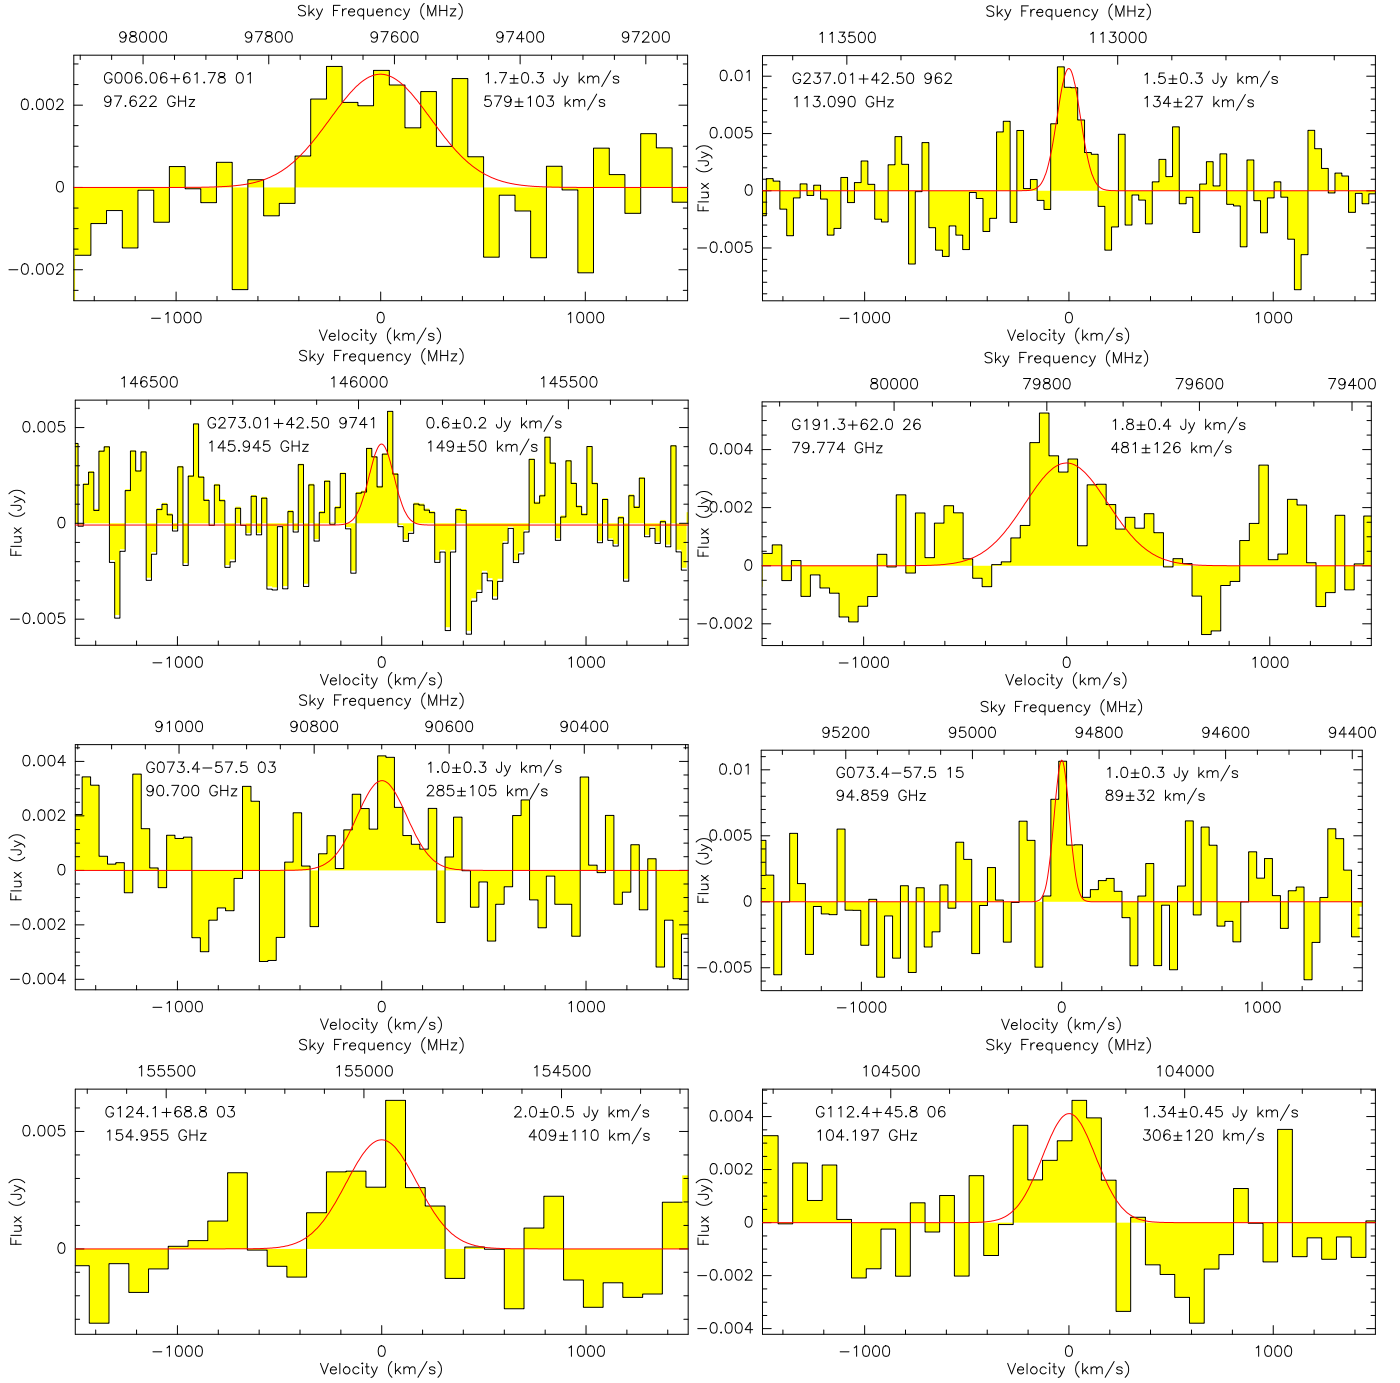 Sky Frequency (MHz)
98000 97800 97600 97400 97200
G006.06+61.78 01 1.7±0.3 Jy km/s
97.622 GHz 579±103 km/s
0.002
0
−0.002
−1000 0 1000
Velocity (km/s)
Sky Frequency (MHz)
113500 113000
G237.01+42.50 962 1.5±0.3 Jy km/s
113.090 GHz 134±27 km/s
0.01
0.005
0
−0.005
Flux (Jy)
−1000 0 1000
Velocity (km/s)
Sky Frequency (MHz)
146500 146000 145500
G273.01+42.50 9741 0.6±0.2 Jy km/s
145.945 GHz 149±50 km/s
0.005
0
−0.005
Flux (Jy)
−1000 0 1000
Velocity (km/s)
Sky Frequency (MHz)
80000 79800 79600 79400
G191.3+62.0 26 1.8±0.4 Jy km/s
79.774 GHz 481±126 km/s
0.004
0.002
0
−0.002
Flux (Jy)
−1000 0 1000
Velocity (km/s)
Sky Frequency (MHz)
91000 90800 90600 90400
G073.4−57.5 03 1.0±0.3 Jy km/s
90.700 GHz 285±105 km/s
0.004
0.002
0
−0.002
−0.004
Flux (Jy)
−1000 0 1000
Velocity (km/s)
Sky Frequency (MHz)
95200 95000 94800 94600 94400
G073.4−57.5 15 1.0±0.3 Jy km/s
94.859 GHz 89±32 km/s
0.01
0.005
0
−0.005
Flux (Jy)
−1000 0 1000
Velocity (km/s)
Sky Frequency (MHz)
155500 155000 154500
G124.1+68.8 03 2.0±0.5 Jy km/s
154.955 GHz 409±110 km/s
0.005
0
Flux (Jy)
−1000 0 1000
Velocity (km/s)
Sky Frequency (MHz)
104500 104000
G112.4+45.8 06 1.34±0.45 Jy km/s
104.197 GHz 306±120 km/s
0.004
0.002
0
−0.002
−0.004
Flux (Jy)
−1000 0 1000
Velocity (km/s)